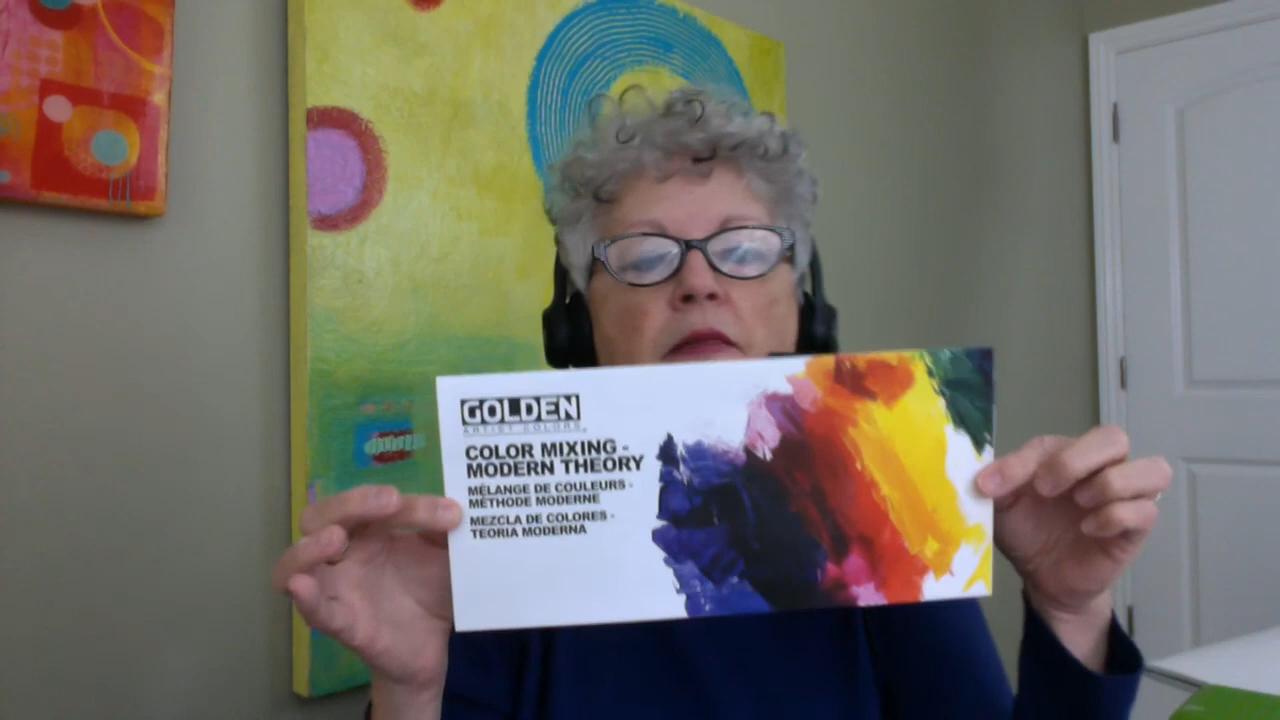 GOLDEN
ARTIST COLORS
COLOR MIXING -
MODERN THEORY
MÉLANGE DE COULEURS -
MÉTHODE MODERNE
MEZCLA DE COLORES -
TEORIA MODERNA